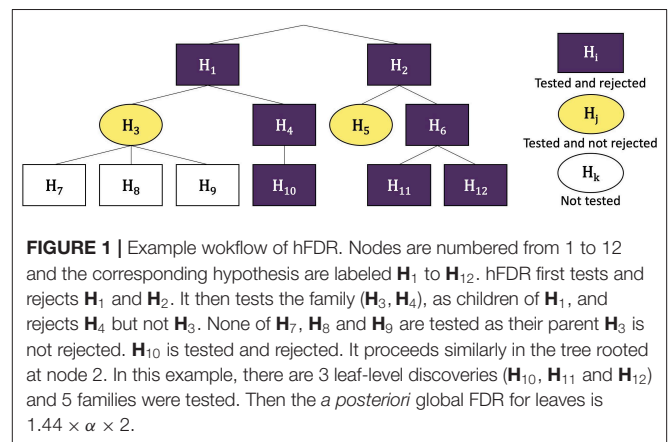 H1
H2
Hi
Tested and rejected
H3
H4
H5
H6
Hj
Tested and not rejected
H7
H8
H9
H10
H11
H12
Hk
Not tested
FIGURE 1 | Example wokflow of hFDR. Nodes are numbered from 1 to 12
and the corresponding hypothesis are labeled H1 to H12. hFDR first tests and
rejects H1 and H2. It then tests the family (H3, H4), as children of H1, and
rejects H4 but not H3. None of H7, H8 and H9 are tested as their parent H3 is
not rejected. H10 is tested and rejected. It proceeds similarly in the tree rooted
at node 2. In this example, there are 3 leaf-level discoveries (H10, H11 and H12)
and 5 families were tested. Then the a posteriori global FDR for leaves is
1.44 × α × 2.